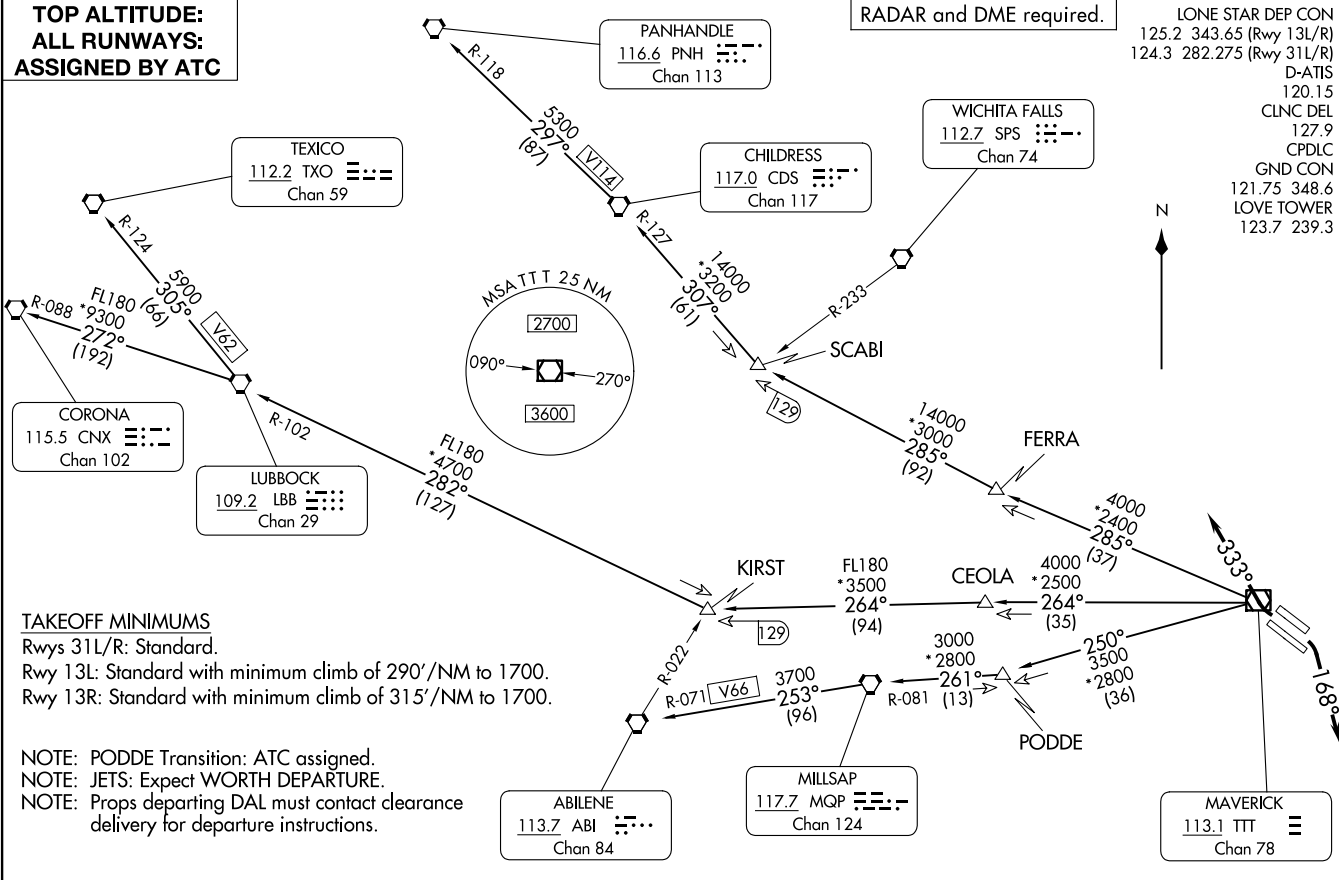 TOP ALTITUDE:
ALL RUNWAYS:
ASSIGNED BY ATC
RADAR and DME required.
LONE STAR DEP CON
125.2 343.65 (Rwy 13L/R)
124.3 282.275 (Rwy 31L/R)
D-ATIS
120.15
CLNC DEL
127.9
CPDLC
GND CON
121.75 348.6
LOVE TOWER
123.7 239.3
PANHANDLE
116.6 PNH
Chan 113
R-118
5300
297°
(87)
V114
WICHITA FALLS
112.7 SPS
Chan 74
TEXICO
112.2 TXO
Chan 59
CHILDRESS
117.0 CDS
Chan 117
N
R-124
5900
305°
(66)
V62
R-127
14000
*3200
307°
(61)
R-233
SCABI
129
R-088
FL180
*9300
272°
(192)
MSA TTT 25 NM
2700
090°
270°
3600
CORONA
115.5 CNX
Chan 102
LUBBOCK
109.2 LBB
Chan 29
R-102
FL180
*4700
282°
(127)
14000
*3000
285°
(92)
FERRA
4000
*2400
285°
(37)
333°
KIRST
129
FL180
*3500
264°
(94)
CEOLA
4000
*2500
264°
(35)
R-022
R-071
V66
3700
253°
(96)
R-081
3000
*2800
261°
(13)
250°
3500
*2800
(36)
PODDE
168°
TAKEOFF MINIMUMS
Rwys 31L/R: Standard.
Rwy 13L: Standard with minimum climb of 290'/NM to 1700.
Rwy 13R: Standard with minimum climb of 315'/NM to 1700.
NOTE: PODDE Transition: ATC assigned.
NOTE: JETS: Expect WORTH DEPARTURE.
NOTE: Props departing DAL must contact clearance
delivery for departure instructions.
ABILENE
113.7 ABI
Chan 84
MILLSAP
117.7 MQP
Chan 124
MAVERICK
113.1 TTT
Chan 78